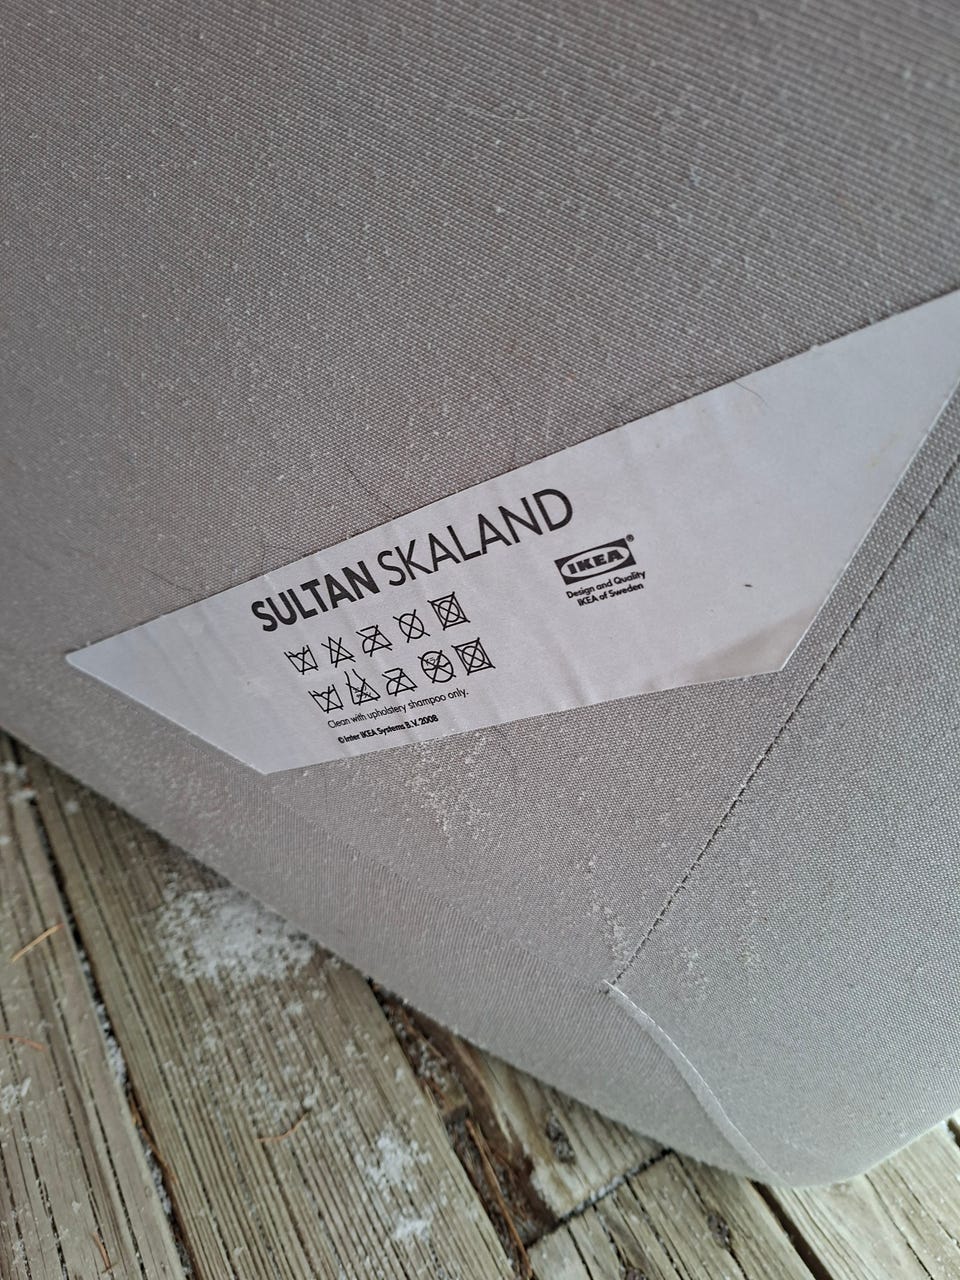 SULTAN SKALAND
IKEA®
Design and Quality
IKEA of Sweden
Clean with upholstery shampoo only.
© Inter IKEA Systems B.V. 2008